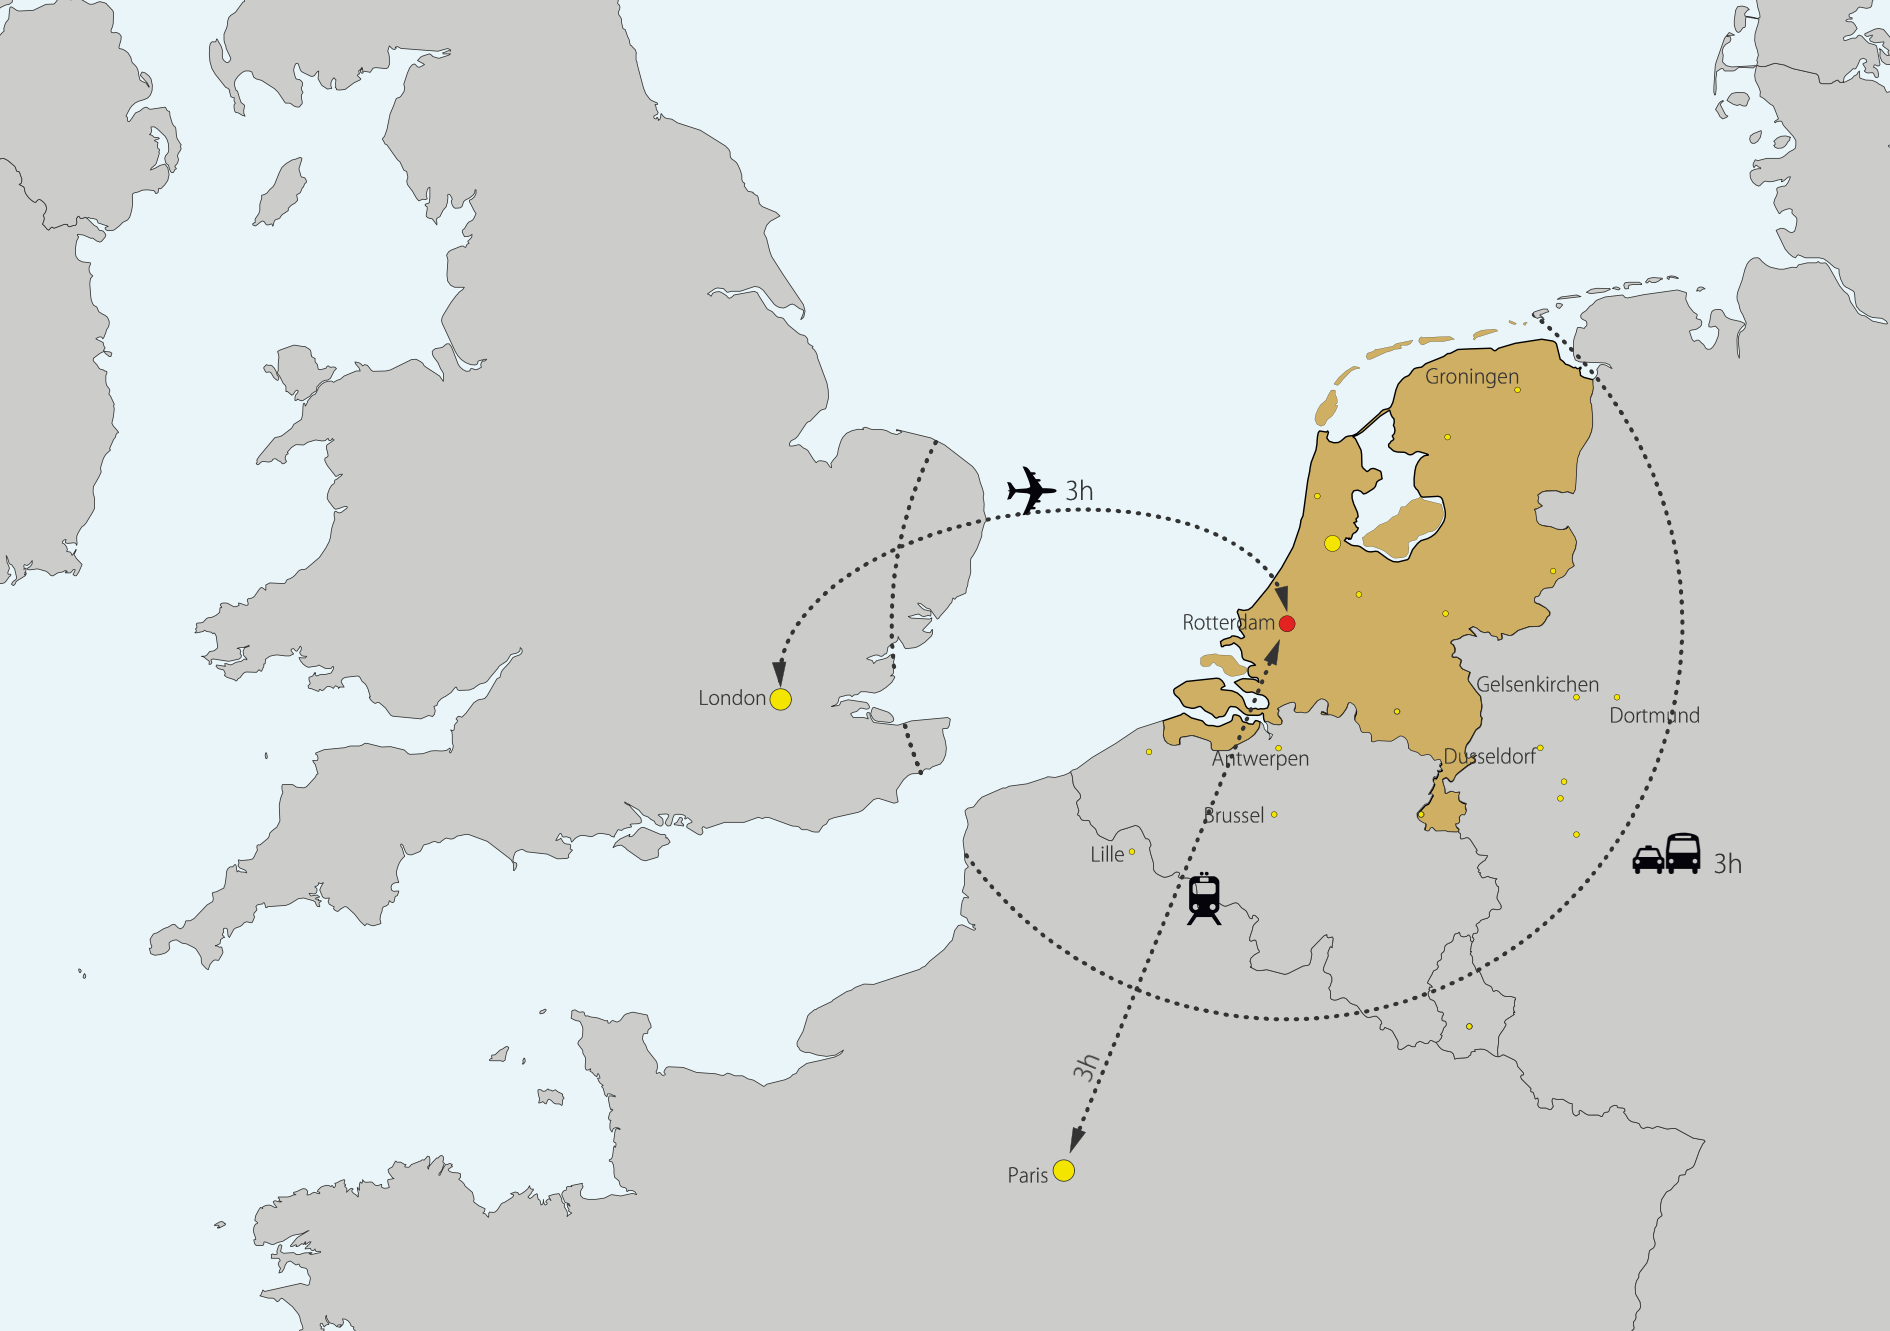 Groningen
3h
Rotterdam
London
Gelsenkirchen
Dortmund
Antwerpen
Dusseldorf
Brussel
Lille
3h
3h
Paris